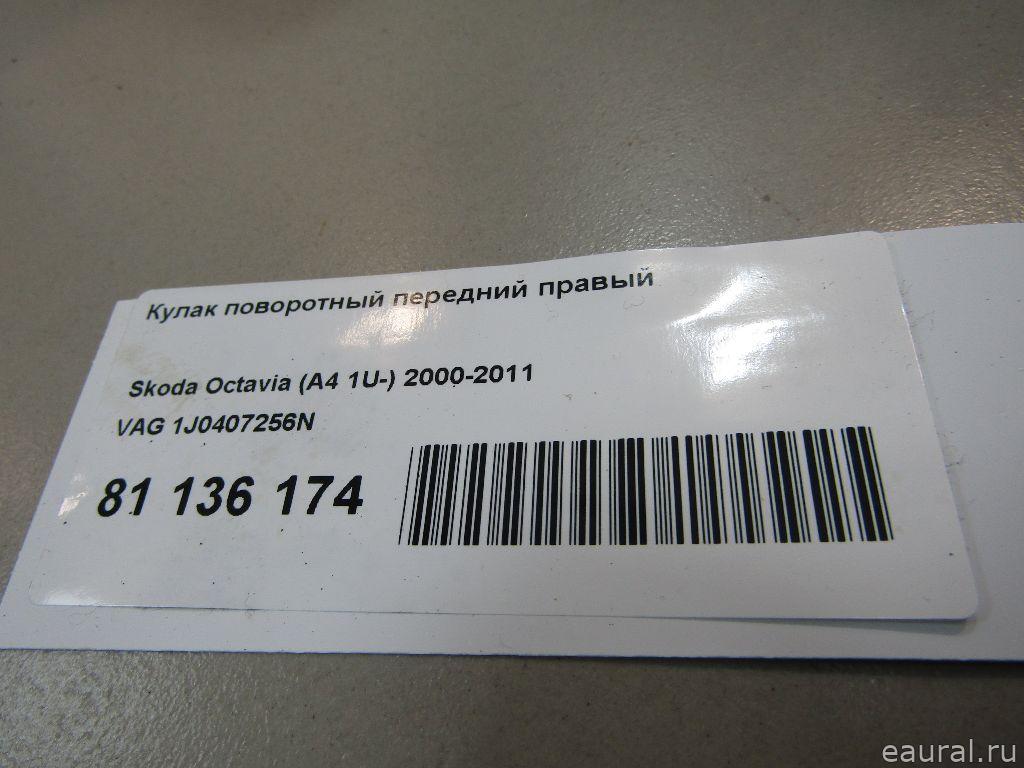 Кулак поворотный передний правый
Skoda Octavia (A4 1U-) 2000-2011
VAG 1J0407256N
81 136 174
eaural.ru